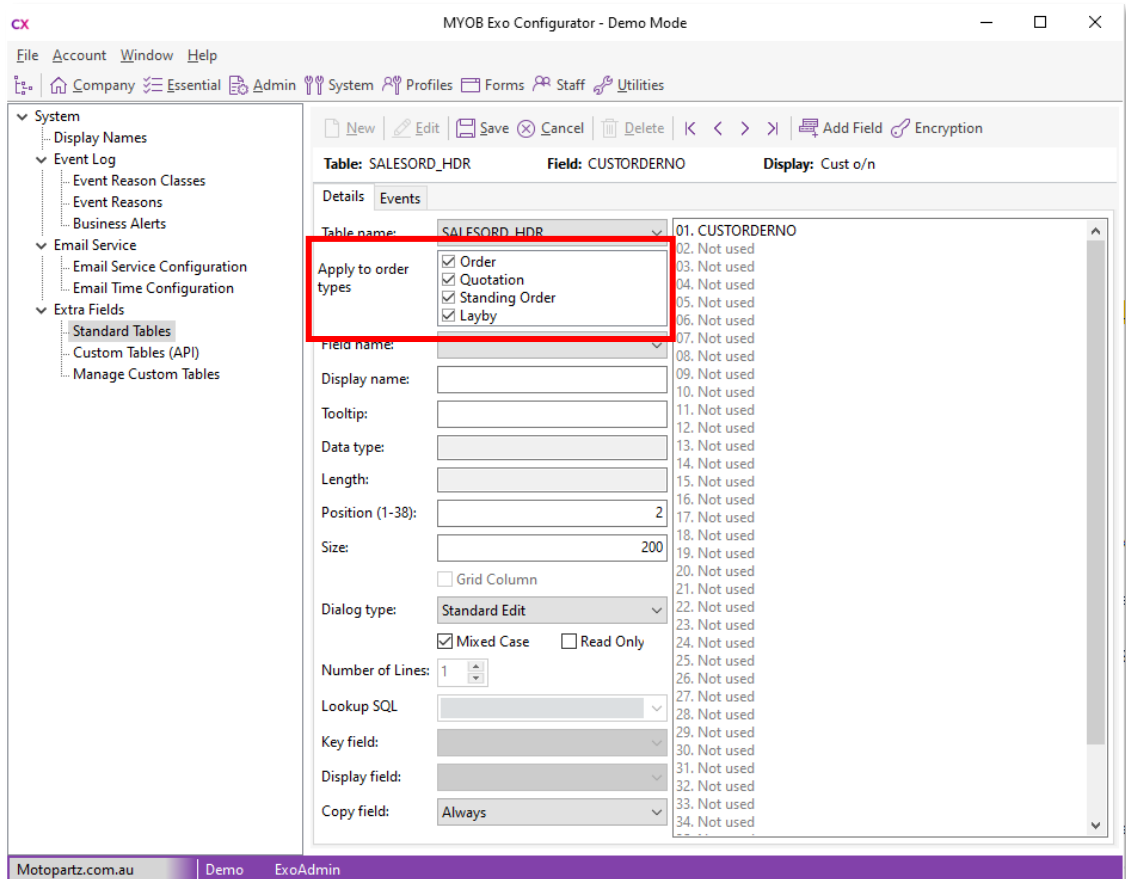 CX MYOB Exo Configurator - Demo Mode
File Account Window Help
Company Essential Admin System Profiles Forms Staff Utilities
System
Display Names
Event Log
Event Reason Classes
Event Reasons
Business Alerts
Email Service
Email Service Configuration
Email Time Configuration
Extra Fields
Standard Tables
Custom Tables (API)
Manage Custom Tables
New Edit Save Cancel Delete Add Field Encryption
Table: SALESORD_HDR Field: CUSTORDERNO Display: Cust o/n
Details Events
Table name: SALESORD_HDR
Apply to order
types
Order
Quotation
Standing Order
Layby
Field name:
Display name:
Tooltip:
Data type:
Length:
Position (1-38): 2
Size: 200
Grid Column
Dialog type: Standard Edit
Mixed Case Read Only
Number of Lines: 1
Lookup SQL
Key field:
Display field:
Copy field: Always
01. CUSTORDERNO
02. Not used
03. Not used
04. Not used
05. Not used
06. Not used
07. Not used
08. Not used
09. Not used
10. Not used
11. Not used
12. Not used
13. Not used
14. Not used
15. Not used
16. Not used
17. Not used
18. Not used
19. Not used
20. Not used
21. Not used
22. Not used
23. Not used
24. Not used
25. Not used
26. Not used
27. Not used
28. Not used
29. Not used
30. Not used
31. Not used
32. Not used
33. Not used
34. Not used
Motopartz.com.au Demo ExoAdmin